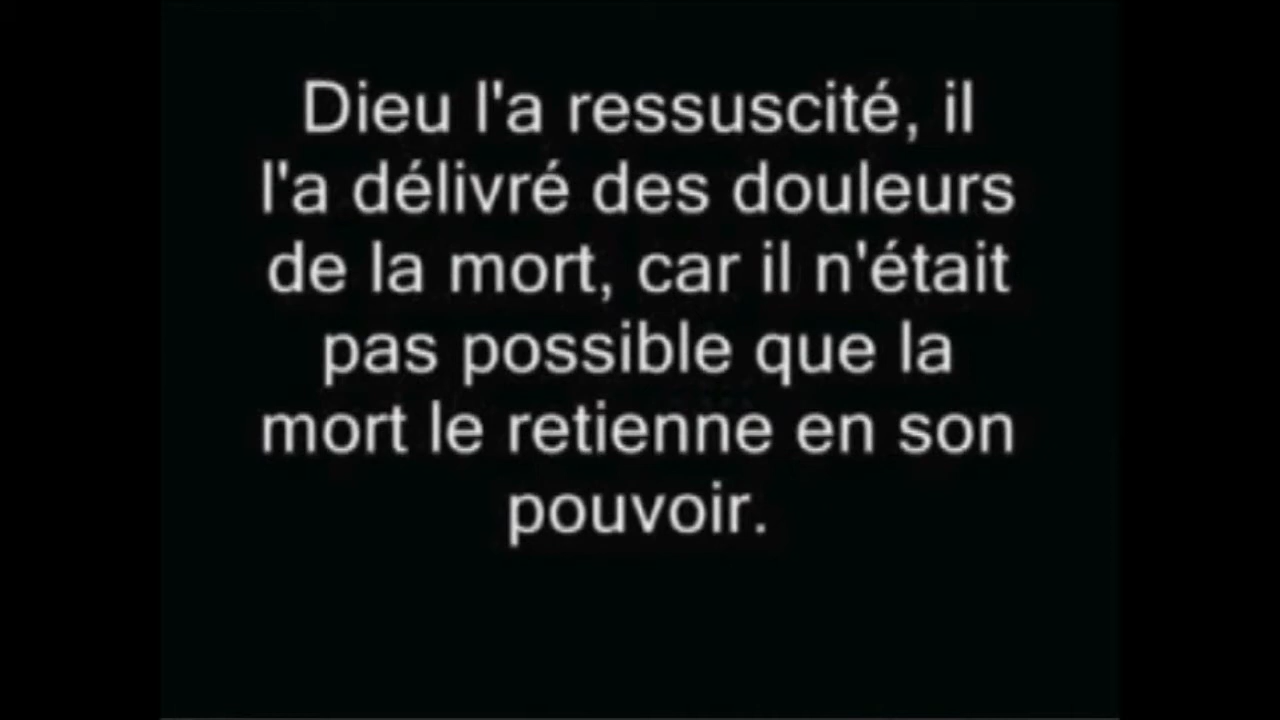 Dieu l'a ressuscité, il
l'a délivré des douleurs
de la mort, car il n'était
pas possible que la
mort le retienne en son
pouvoir.